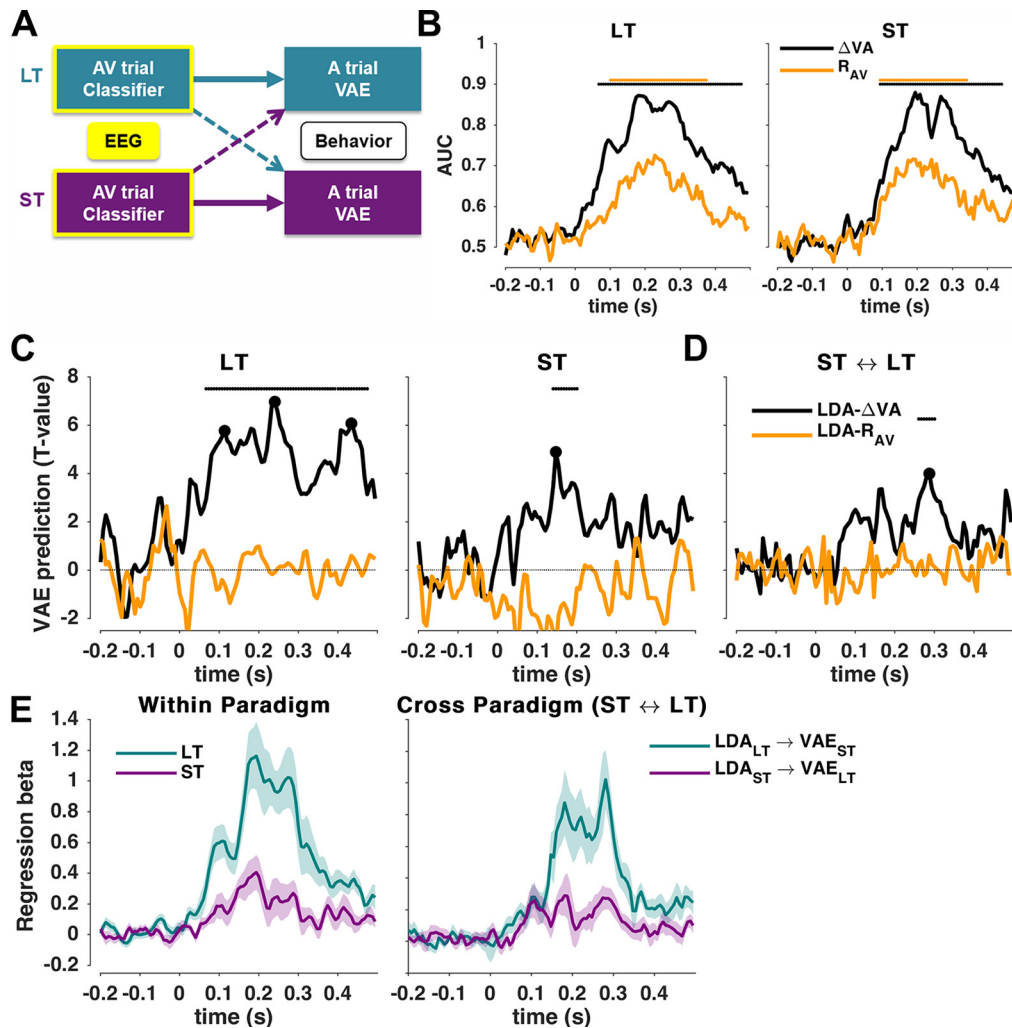 A
LT
AV trial
Classifier
A trial
VAE
EEG
Behavior
ST
AV trial
Classifier
A trial
VAE
B
LT
ST
ΔVA
R_AV
AUC
1
0.9
0.8
0.7
0.6
0.5
-0.2 -0.1 0 0.1 0.2 0.3 0.4
time (s)
-0.2 -0.1 0 0.1 0.2 0.3 0.4
time (s)
C
LT
ST
VAE prediction (T-value)
8
6
4
2
0
-2
-0.2 -0.1 0 0.1 0.2 0.3 0.4
time (s)
-0.2 -0.1 0 0.1 0.2 0.3 0.4
time (s)
D
ST ↔ LT
LDA-ΔVA
LDA-R_AV
-0.2 -0.1 0 0.1 0.2 0.3 0.4
time (s)
E
Within Paradigm
LT
ST
Regression beta
1.4
1.2
1
0.8
0.6
0.4
0.2
0
-0.2
-0.2 -0.1 0 0.1 0.2 0.3 0.4
time (s)
Cross Paradigm (ST ↔ LT)
LDA_LT → VAE_ST
LDA_ST → VAE_LT
-0.2 -0.1 0 0.1 0.2 0.3 0.4
time (s)